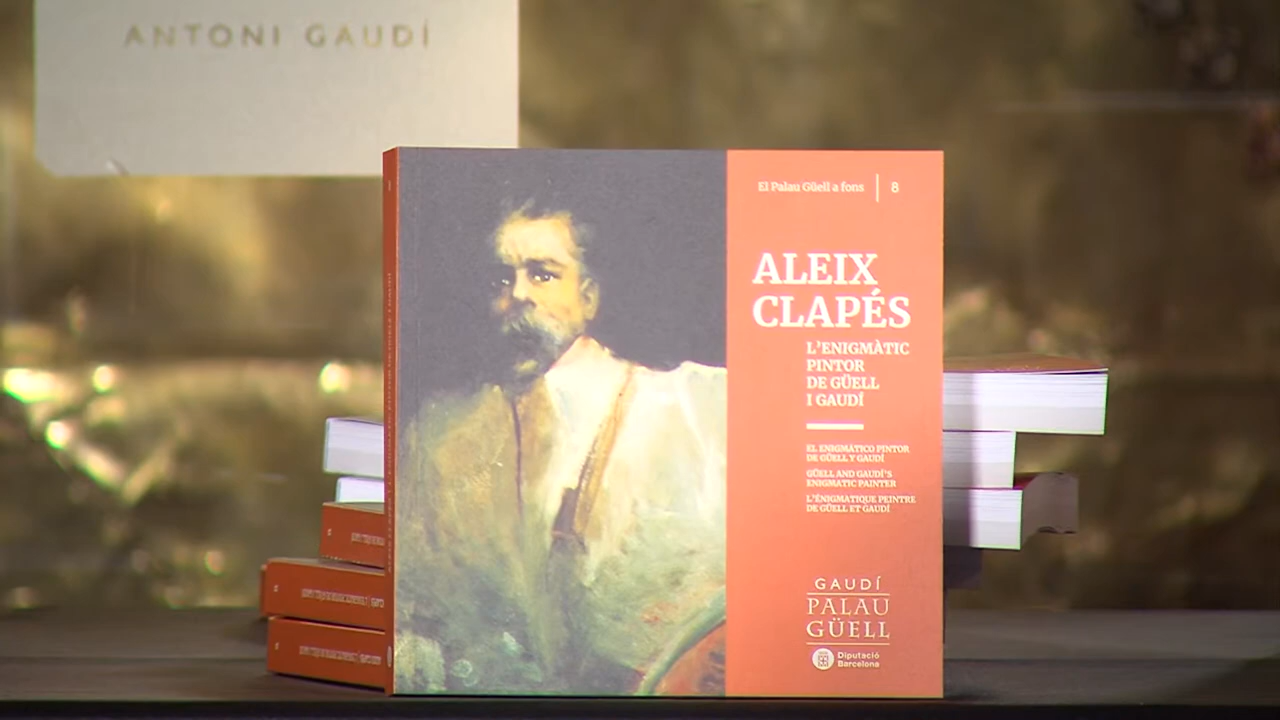 ANTONI GAUDÍ
El Palau Güell a fons | 8
ALEIX
CLAPÉS
L'ENIGMÀTIC
PINTOR
DE GÜELL
I GAUDÍ
EL ENIGMÁTICO PINTOR
DE GÜELL Y GAUDÍ
GÜELL AND GAUDÍ'S
ENIGMATIC PAINTER
L'ÉNIGMATIQUE PEINTRE
DE GÜELL ET GAUDÍ
GAUDÍ
PALAU
GÜELL
Diputació
Barcelona